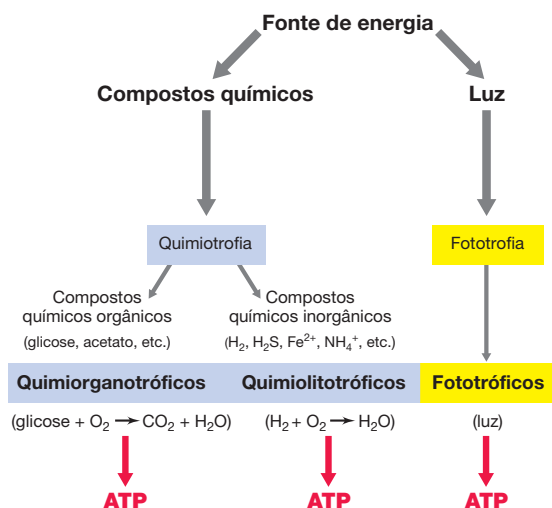 Fonte de energia
Compostos químicos
Luz
Quimiotrofia
Fototrofia
Compostos
químicos orgânicos
(glicose, acetato, etc.)
Compostos
químicos inorgânicos
(H₂, H₂S, Fe²⁺, NH₄⁺, etc.)
Quimiorganotróficos
Quimiolitotróficos
Fototróficos
(glicose + O₂ → CO₂ + H₂O)
(H₂ + O₂ → H₂O)
(luz)
ATP
ATP
ATP